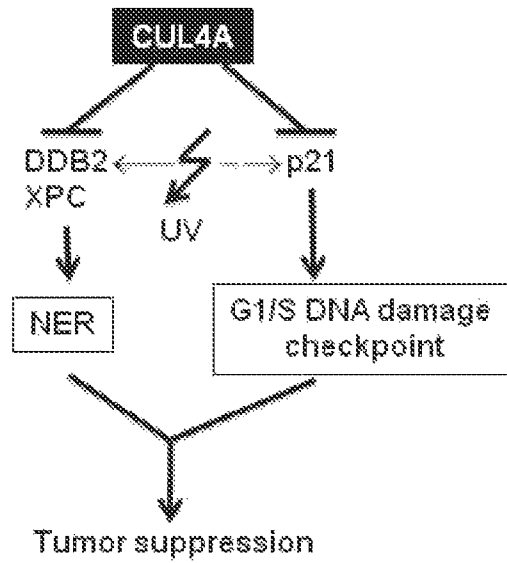 CUL4A
DDB2
XPC
p21
UV
NER
G1/S DNA damage
checkpoint
Tumor suppression